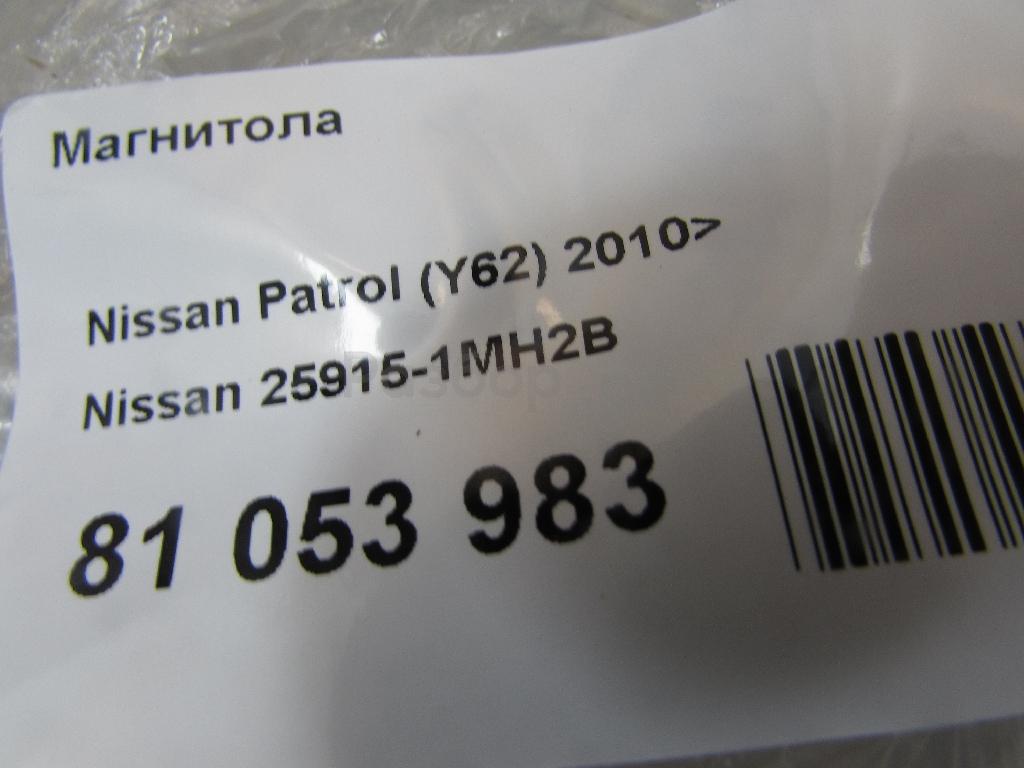 Магнитола
Nissan Patrol (Y62) 2010>
Nissan 25915-1MH2B
81 053 983